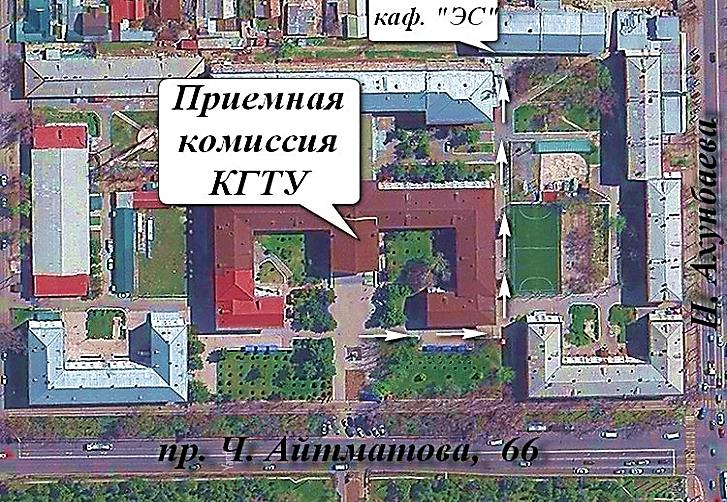 каф. "ЭС"
Приемная
комиссия
КГТУ
И. Ахунбаева
пр. Ч. Айтматова, 66